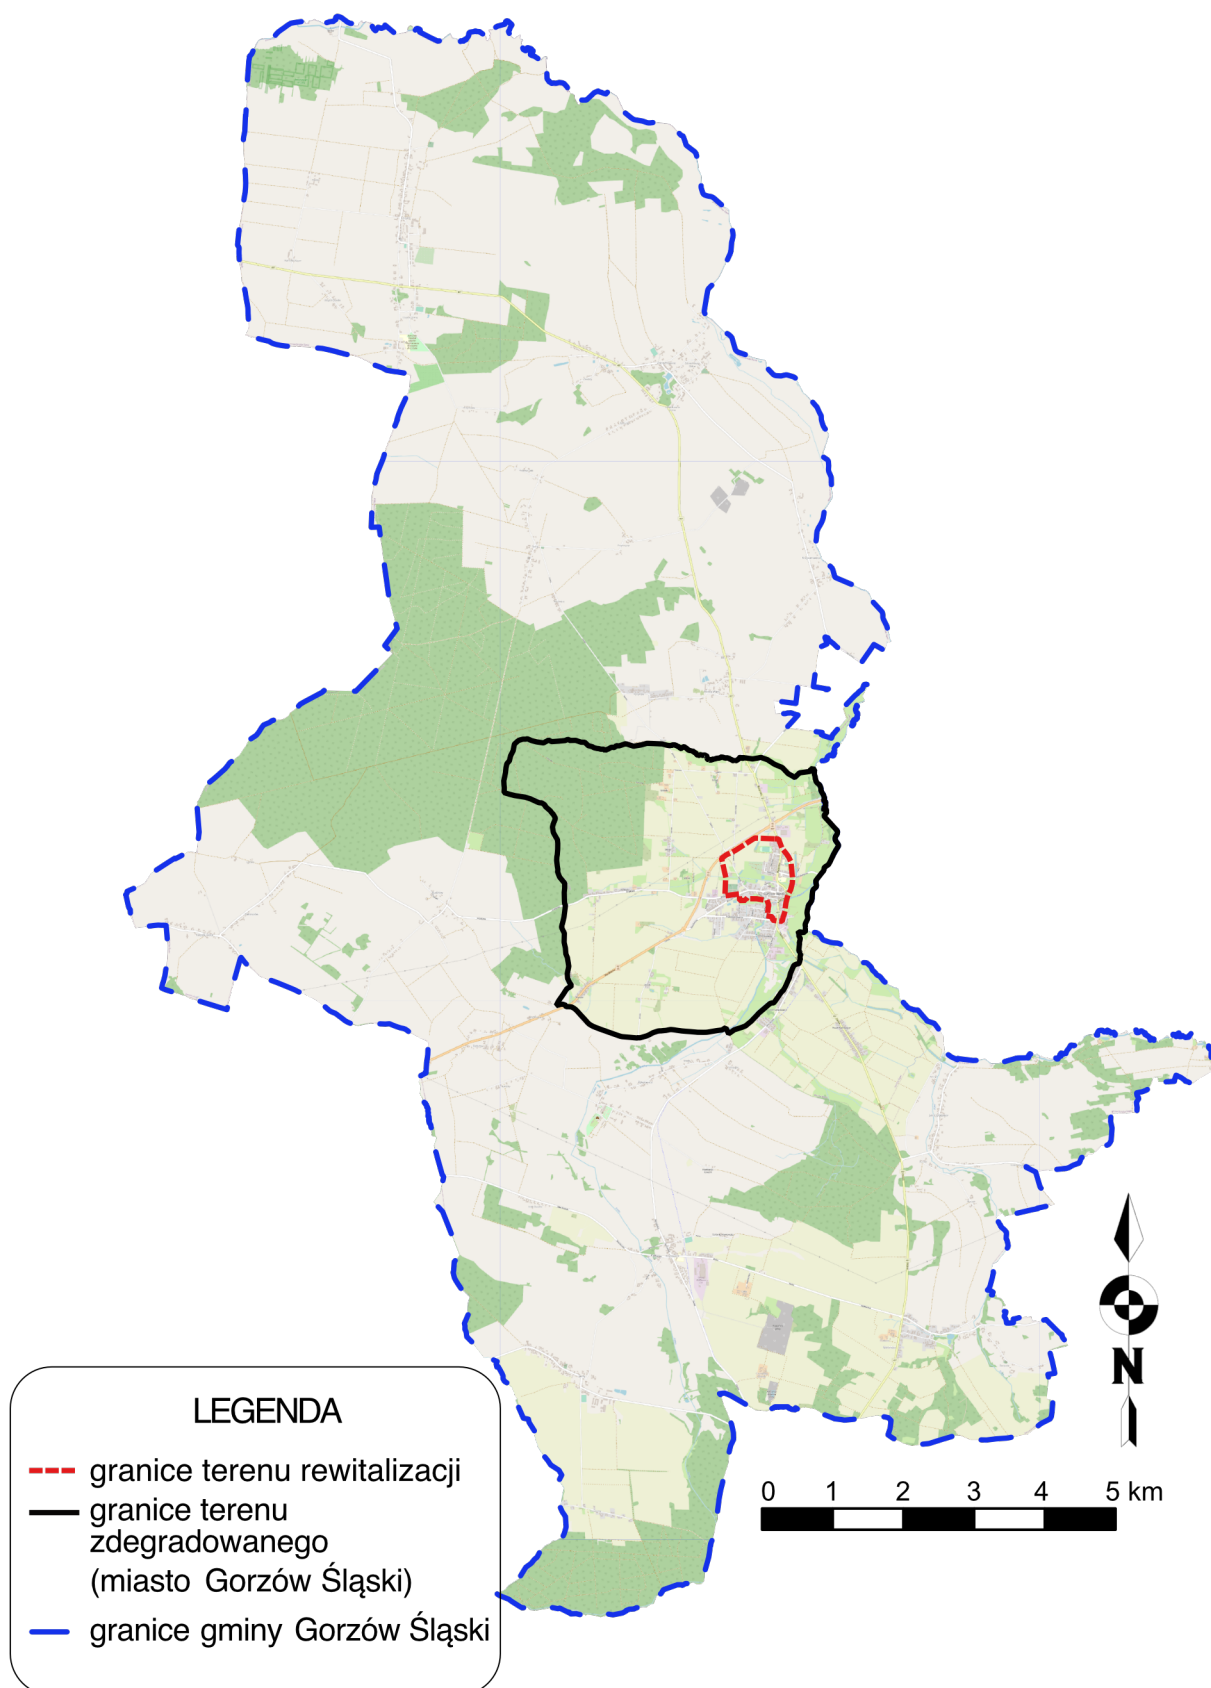 N
LEGENDA
granice terenu rewitalizacji
granice terenu
zdegradowanego
(miasto Gorzów Śląski)
granice gminy Gorzów Śląski
0 1 2 3 4 5 km